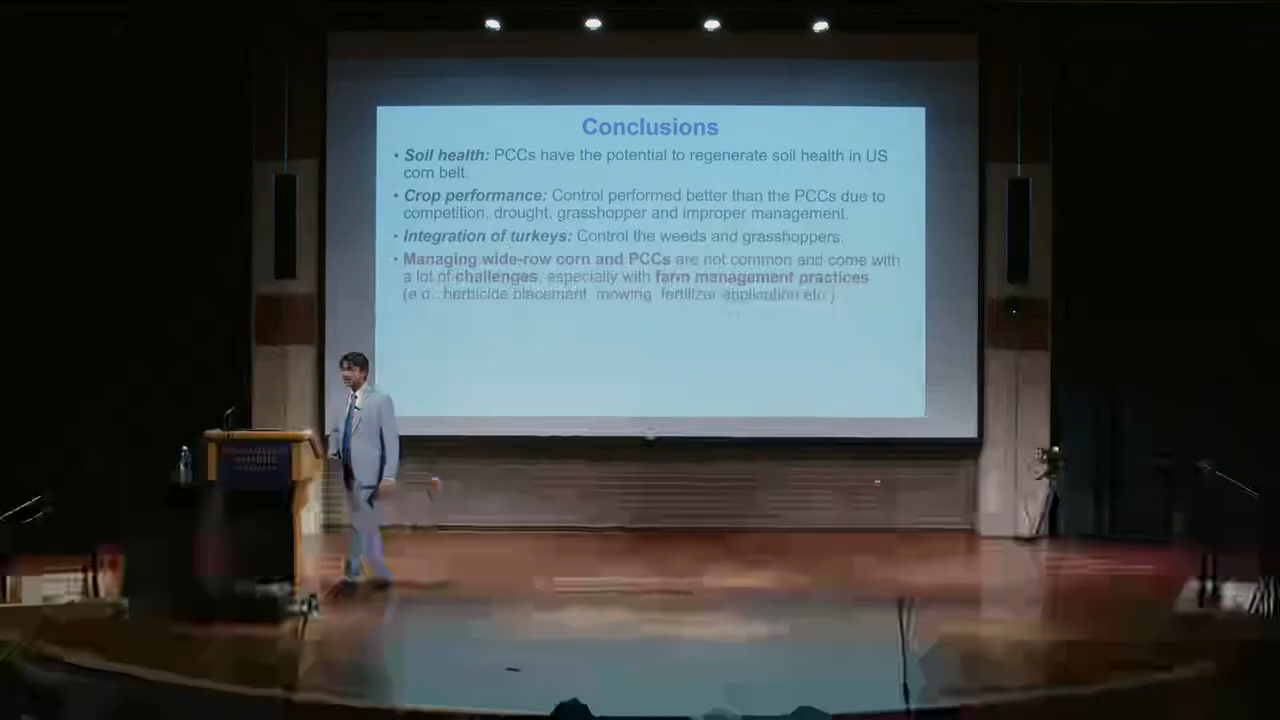 Conclusions
• Soil health: PCCs have the potential to regenerate soil health in US
corn belt.
• Crop performance: Control performed better than the PCCs due to
competition, drought, grasshopper and improper management.
• Integration of turkeys: Control the weeds and grasshoppers.
• Managing wide-row corn and PCCs are not common and come with
a lot of challenges, especially with farm management practices
(e.g., herbicide placement, mowing, fertilizer application etc.)